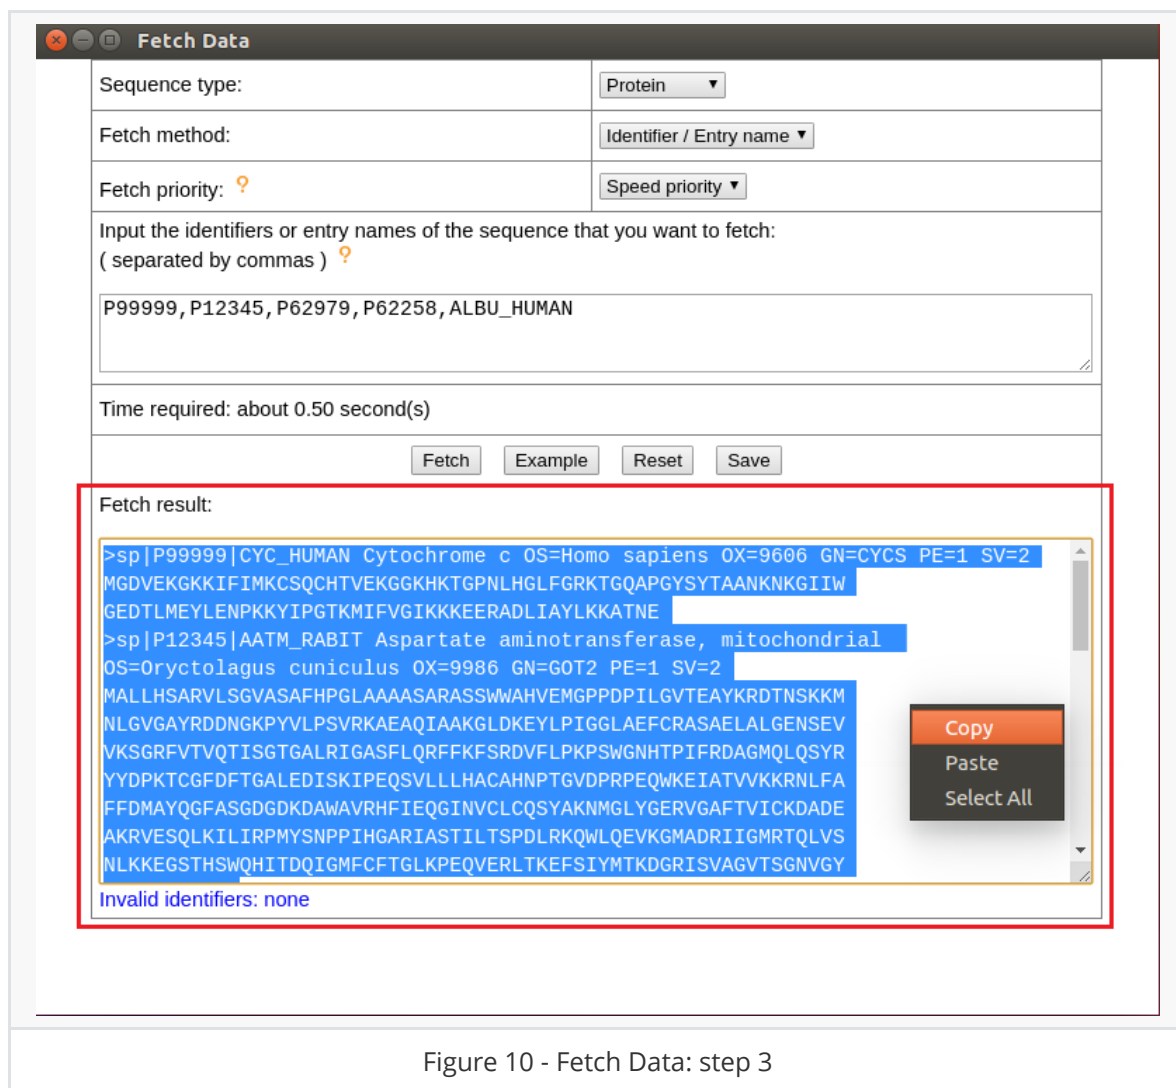 Fetch Data
Sequence type:
Protein
Fetch method:
Identifier / Entry name
Fetch priority: ?
Speed priority
Input the identifiers or entry names of the sequence that you want to fetch:
( separated by commas ) ?
P99999,P12345,P62979,P62258,ALBU_HUMAN
Time required: about 0.50 second(s)
Fetch Example Reset Save
Fetch result:
>sp|P99999|CYC_HUMAN Cytochrome c OS=Homo sapiens OX=9606 GN=CYCS PE=1 SV=2
MGDVEKGKKIFIMKCSQCHTVEKGGKHKTGPNLHGLFGRKTGQAPGYSYTAANKNKGIIW
GEDTLMEYLENPKKYIPGTKMIFVGIKKKEERADLIAYLKKATNE
>sp|P12345|AATM_RABIT Aspartate aminotransferase, mitochondrial
OS=Oryctolagus cuniculus OX=9986 GN=GOT2 PE=1 SV=2
MALLHSARVLSGVASAFHPGLAAAASARASSWWAHVEMGPPDPILGVTEAYKRDTNSKKM
NLGVGAYRDDNGKPYVLPSVRKAEAQIAAKGLDKEYLPIGGLAEFCRASAELALGENSEV
VKSGRFVTVQTISGTGALRIGASFLQRFFKFSRDVFLPKPSWGNHTPIFRDAGMQLQSYR
YYDPKTCGFDFTGALEDISKIPEQSVLLLHACAHNPTGVDPRPEQWKEIATVVKKRNLFA
FFDMAYQGFASGDGDKDAWAVRHFIEQGINVCLCQSYAKNMGLYGERVGAFTVICKDADE
AKRVESQLKILIRPMYSNPPIHGARIASTILTSPDLRKQWLQEVKGMADRIIGMRTQLVS
NLKKEGSTHSWQHITDQIGMFCFTGLKPEQVERLTKEFSIYMTKDGRISVAGVTSGNVGY
Copy
Paste
Select All
Invalid identifiers: none
Figure 10 - Fetch Data: step 3